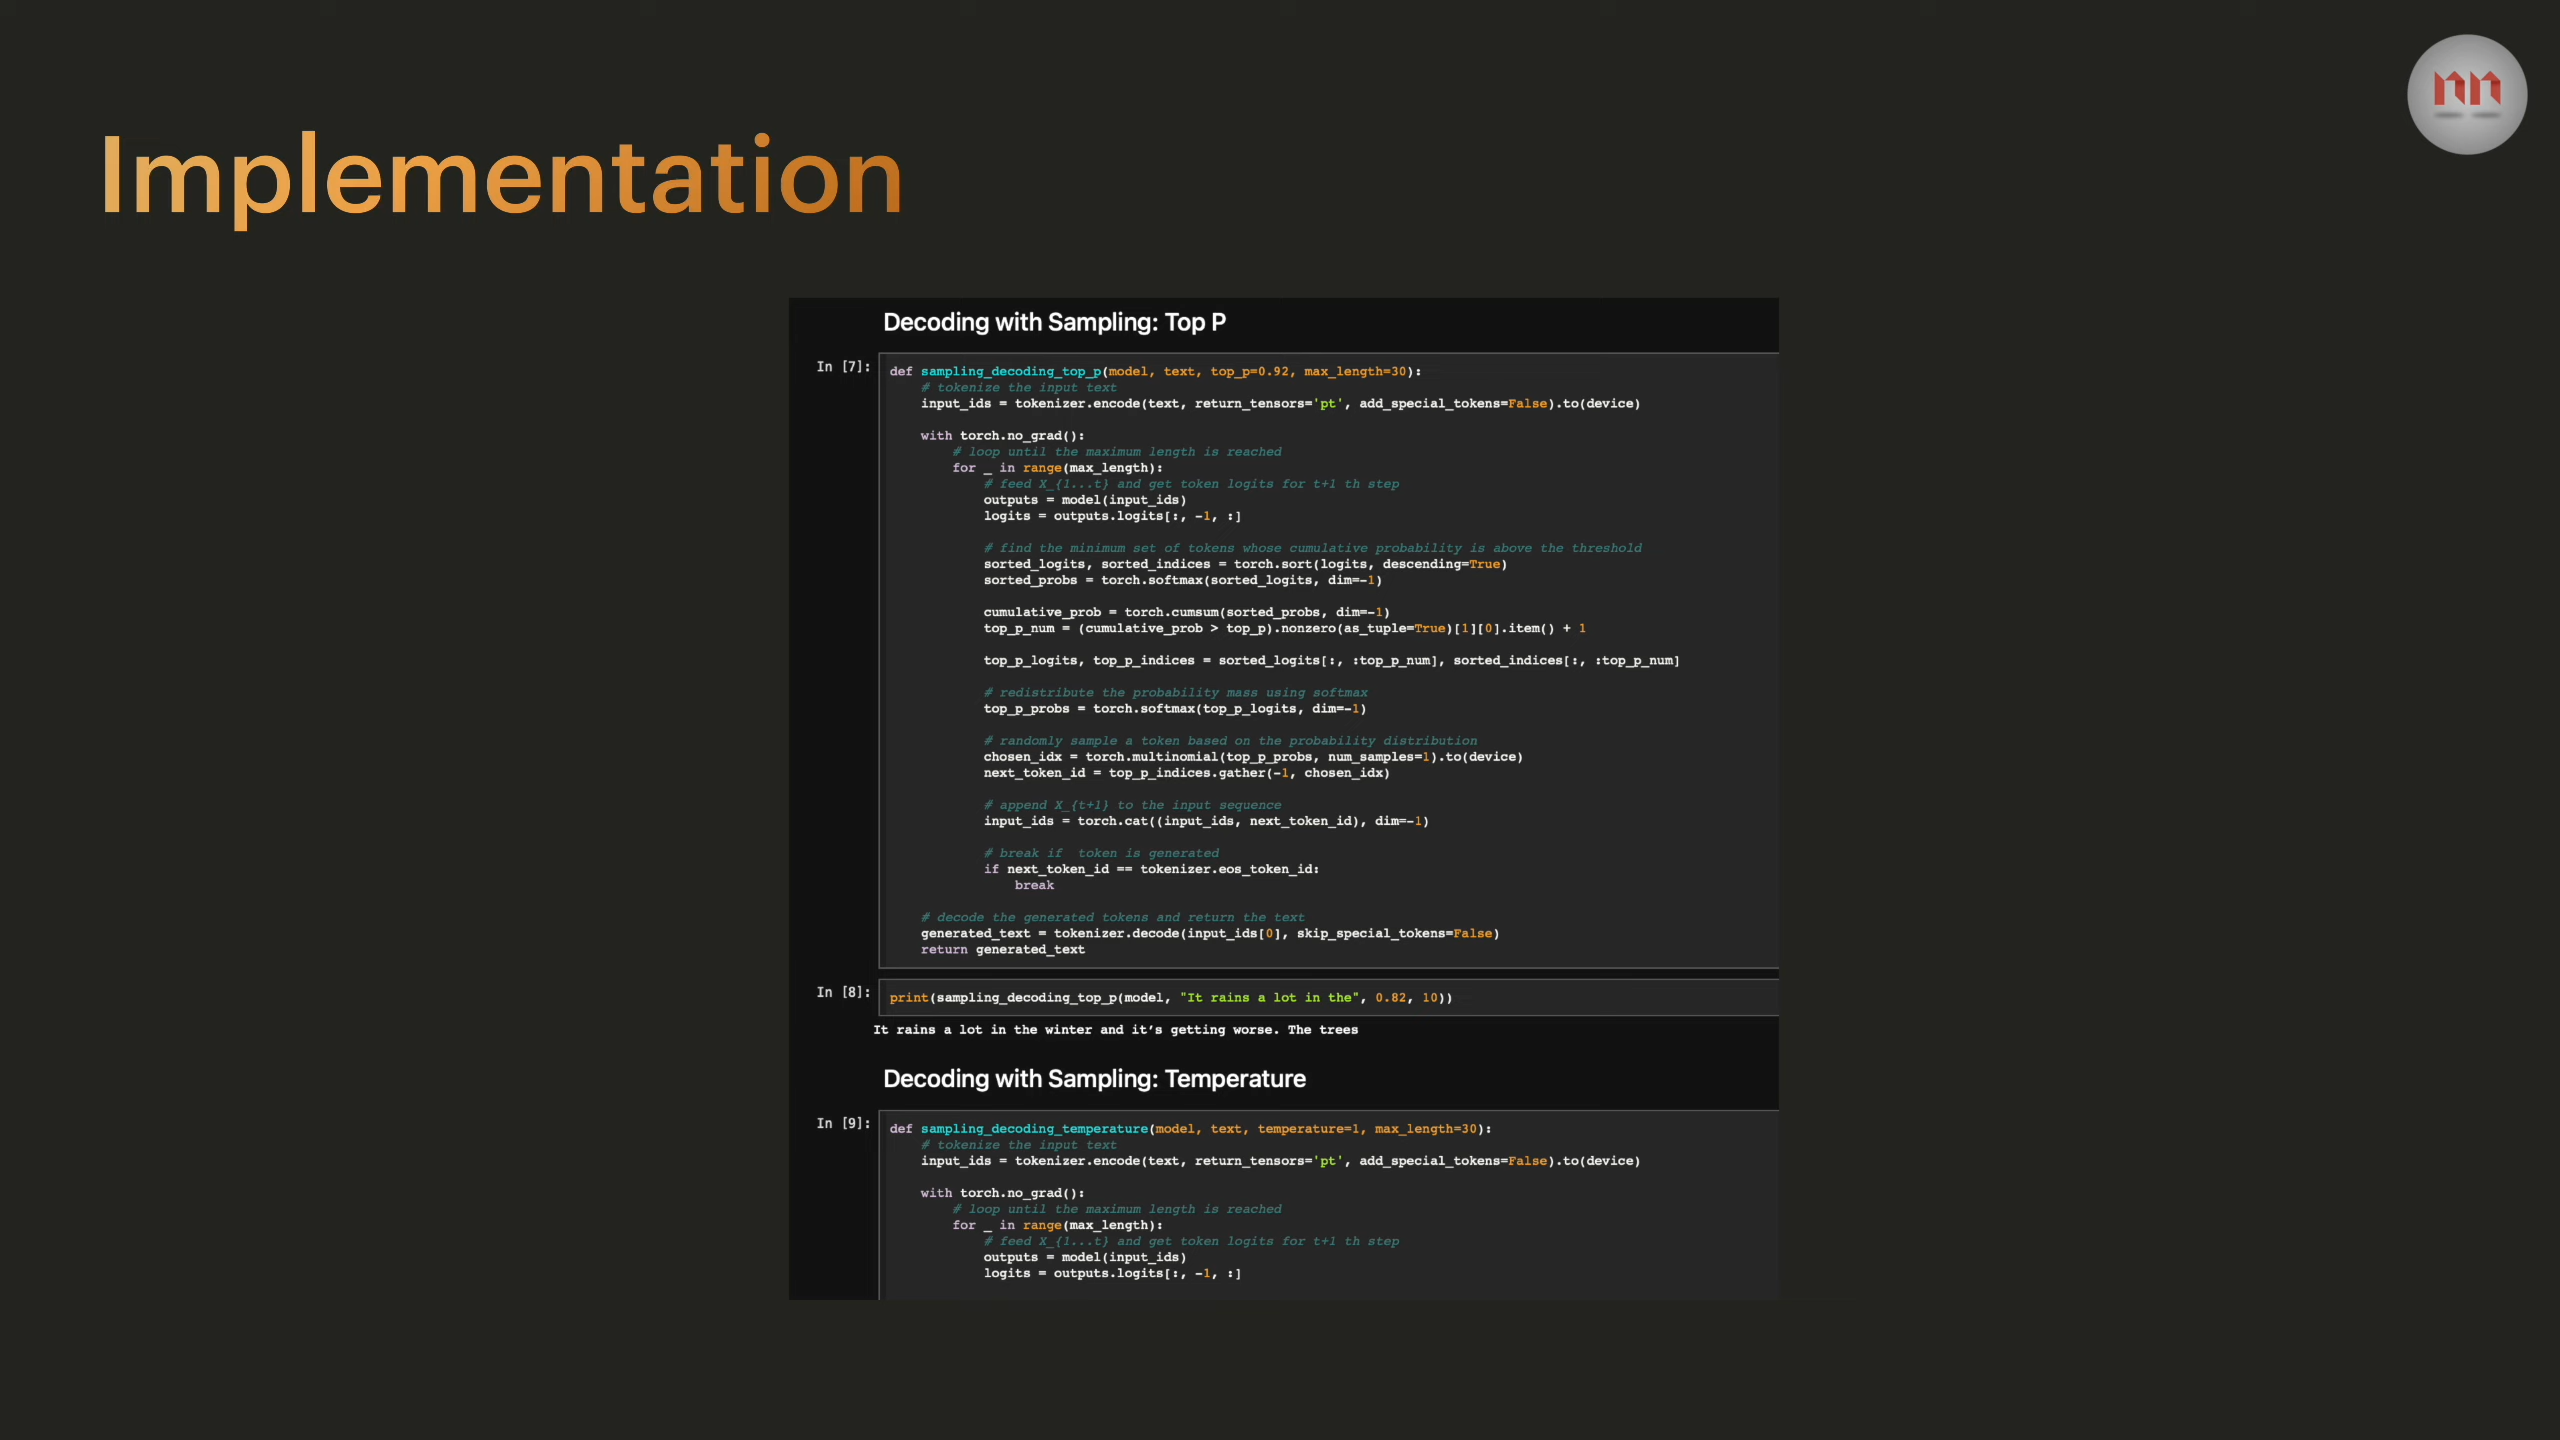 Implementation
nn
Decoding with Sampling: Top P
In [7]:
def sampling_decoding_top_p(model, text, top_p=0.92, max_length=30):
    # tokenize the input text
    input_ids = tokenizer.encode(text, return_tensors='pt', add_special_tokens=False).to(device)
    with torch.no_grad():
        # loop until the maximum length is reached
        for _ in range(max_length):
            # feed X_{1...t} and get token logits for t+1 th step
            outputs = model(input_ids)
            logits = outputs.logits[:, -1, :]
            # find the minimum set of tokens whose cumulative probability is above the threshold
            sorted_logits, sorted_indices = torch.sort(logits, descending=True)
            sorted_probs = torch.softmax(sorted_logits, dim=-1)
            cumulative_prob = torch.cumsum(sorted_probs, dim=-1)
            top_p_num = (cumulative_prob > top_p).nonzero(as_tuple=True)[1][0].item() + 1
            top_p_logits, top_p_indices = sorted_logits[:, :top_p_num], sorted_indices[:, :top_p_num]
            # redistribute the probability mass using softmax
            top_p_probs = torch.softmax(top_p_logits, dim=-1)
            # randomly sample a token based on the probability distribution
            chosen_idx = torch.multinomial(top_p_probs, num_samples=1).to(device)
            next_token_id = top_p_indices.gather(-1, chosen_idx)
            # append X_{t+1} to the input sequence
            input_ids = torch.cat((input_ids, next_token_id), dim=-1)
            # break if  token is generated
            if next_token_id == tokenizer.eos_token_id:
                break
    # decode the generated tokens and return the text
    generated_text = tokenizer.decode(input_ids[0], skip_special_tokens=False)
    return generated_text
In [8]:
print(sampling_decoding_top_p(model, "It rains a lot in the", 0.82, 10))
It rains a lot in the winter and it’s getting worse. The trees
Decoding with Sampling: Temperature
In [9]:
def sampling_decoding_temperature(model, text, temperature=1, max_length=30):
    # tokenize the input text
    input_ids = tokenizer.encode(text, return_tensors='pt', add_special_tokens=False).to(device)
    with torch.no_grad():
        # loop until the maximum length is reached
        for _ in range(max_length):
            # feed X_{1...t} and get token logits for t+1 th step
            outputs = model(input_ids)
            logits = outputs.logits[:, -1, :]